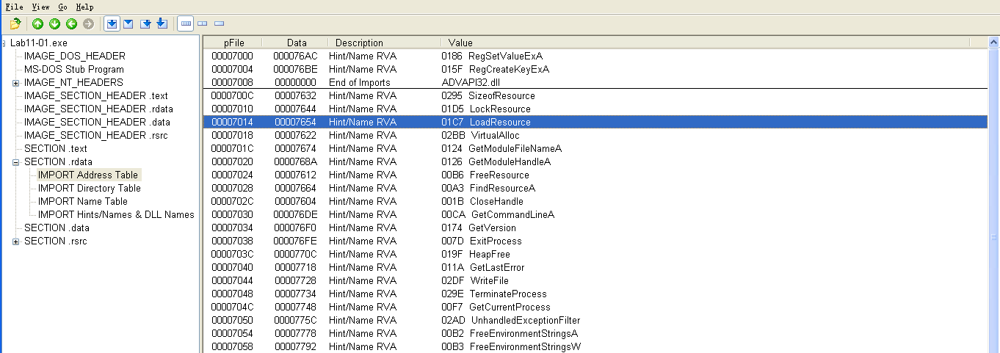 File View Go Help
Lab11-01.exe
IMAGE_DOS_HEADER
MS-DOS Stub Program
IMAGE_NT_HEADERS
IMAGE_SECTION_HEADER .text
IMAGE_SECTION_HEADER .rdata
IMAGE_SECTION_HEADER .data
IMAGE_SECTION_HEADER .rsrc
SECTION .text
SECTION .rdata
IMPORT Address Table
IMPORT Directory Table
IMPORT Name Table
IMPORT Hints/Names & DLL Names
SECTION .data
SECTION .rsrc
pFile Data Description Value
00007000 000076AC Hint/Name RVA 0186 RegSetValueExA
00007004 000076BE Hint/Name RVA 015F RegCreateKeyExA
00007008 00000000 End of Imports ADVAPI32.dll
0000700C 00007632 Hint/Name RVA 0295 SizeofResource
00007010 00007644 Hint/Name RVA 01D5 LockResource
00007014 00007654 Hint/Name RVA 01C7 LoadResource
00007018 00007622 Hint/Name RVA 02BB VirtualAlloc
0000701C 00007674 Hint/Name RVA 0124 GetModuleFileNameA
00007020 0000768A Hint/Name RVA 0126 GetModuleHandleA
00007024 00007612 Hint/Name RVA 00B6 FreeResource
00007028 00007664 Hint/Name RVA 00A3 FindResourceA
0000702C 00007604 Hint/Name RVA 001B CloseHandle
00007030 000076DE Hint/Name RVA 00CA GetCommandLineA
00007034 000076F0 Hint/Name RVA 0174 GetVersion
00007038 000076FE Hint/Name RVA 007D ExitProcess
0000703C 0000770C Hint/Name RVA 019F HeapFree
00007040 00007718 Hint/Name RVA 011A GetLastError
00007044 00007728 Hint/Name RVA 02DF WriteFile
00007048 00007734 Hint/Name RVA 029E TerminateProcess
0000704C 00007748 Hint/Name RVA 00F7 GetCurrentProcess
00007050 0000775C Hint/Name RVA 02AD UnhandledExceptionFilter
00007054 00007778 Hint/Name RVA 00B2 FreeEnvironmentStringsA
00007058 00007792 Hint/Name RVA 00B3 FreeEnvironmentStringsW